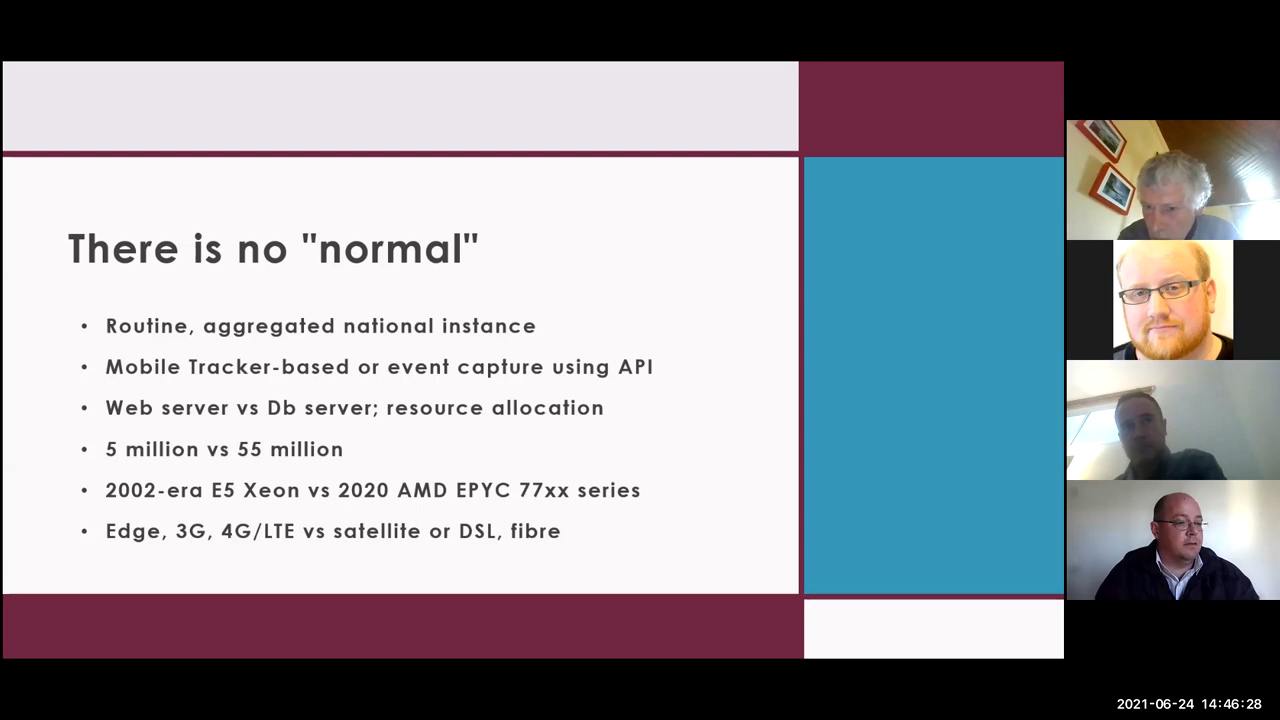 There is no "normal"
• Routine, aggregated national instance
• Mobile Tracker-based or event capture using API
• Web server vs Db server; resource allocation
• 5 million vs 55 million
• 2002-era E5 Xeon vs 2020 AMD EPYC 77xx series
• Edge, 3G, 4G/LTE vs satellite or DSL, fibre
2021-06-24 14:46:28